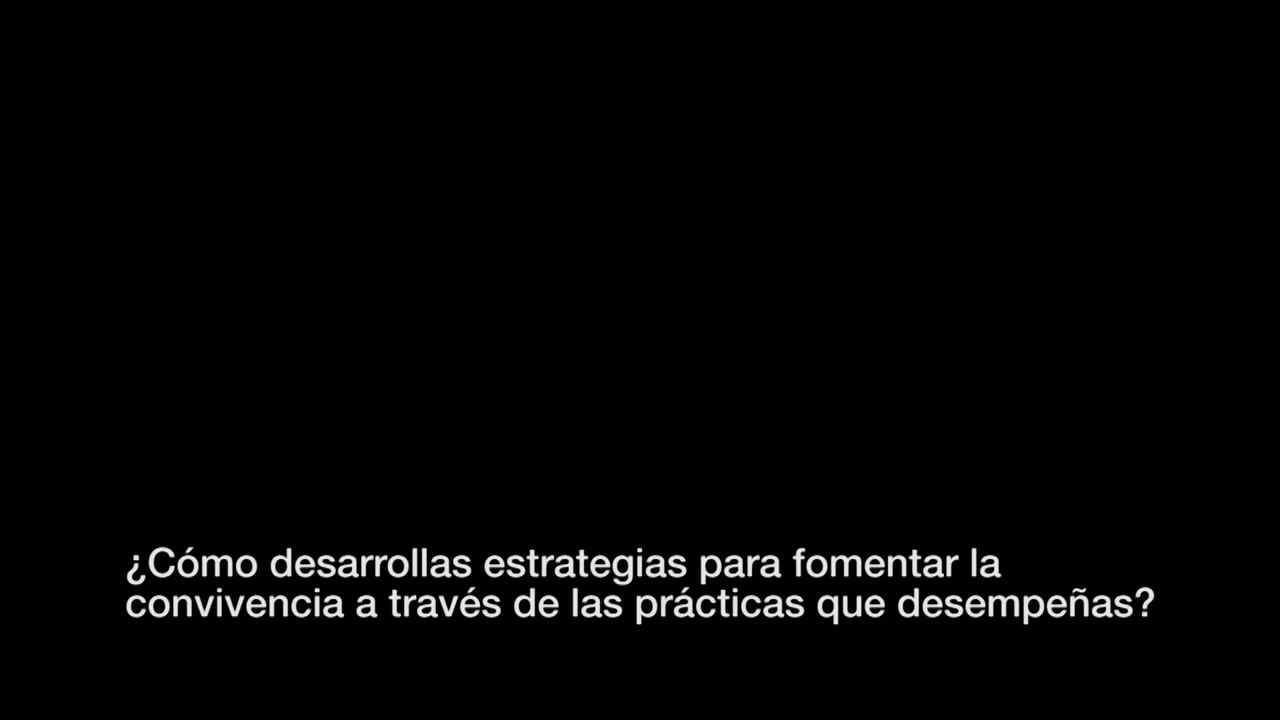 ¿Cómo desarrollas estrategias para fomentar la
convivencia a través de las prácticas que desempeñas?